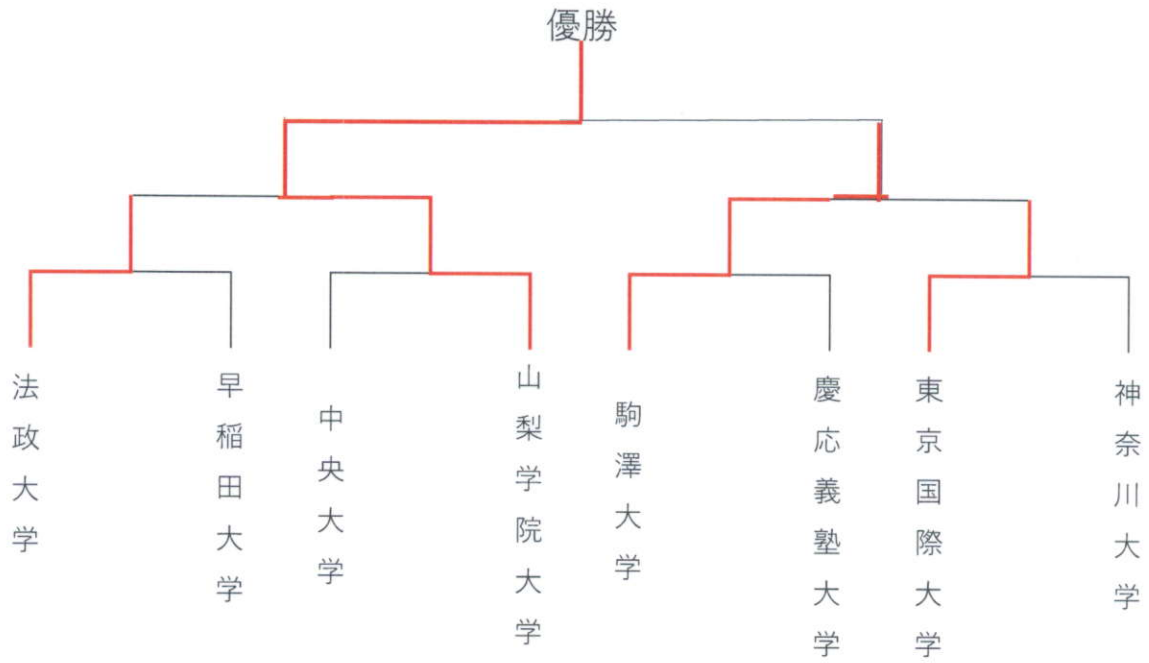 優勝
法政大学
早稲田大学
中央大学
山梨学院大学
駒澤大学
慶応義塾大学
東京国際大学
神奈川大学